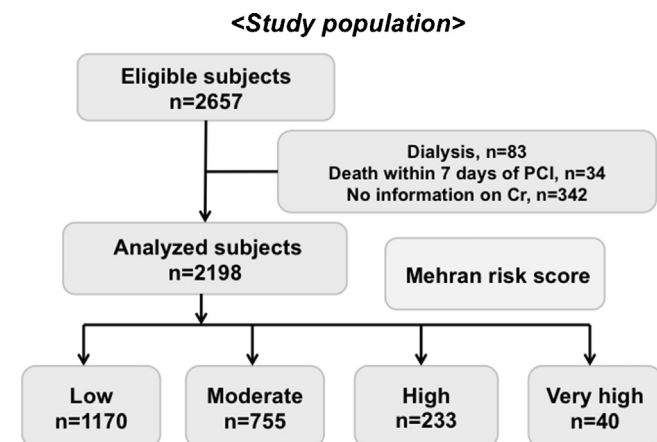 <Study population>
Eligible subjects
n=2657
Dialysis, n=83
Death within 7 days of PCI, n=34
No information on Cr, n=342
Analyzed subjects
n=2198
Mehran risk score
Low
n=1170
Moderate
n=755
High
n=233
Very high
n=40